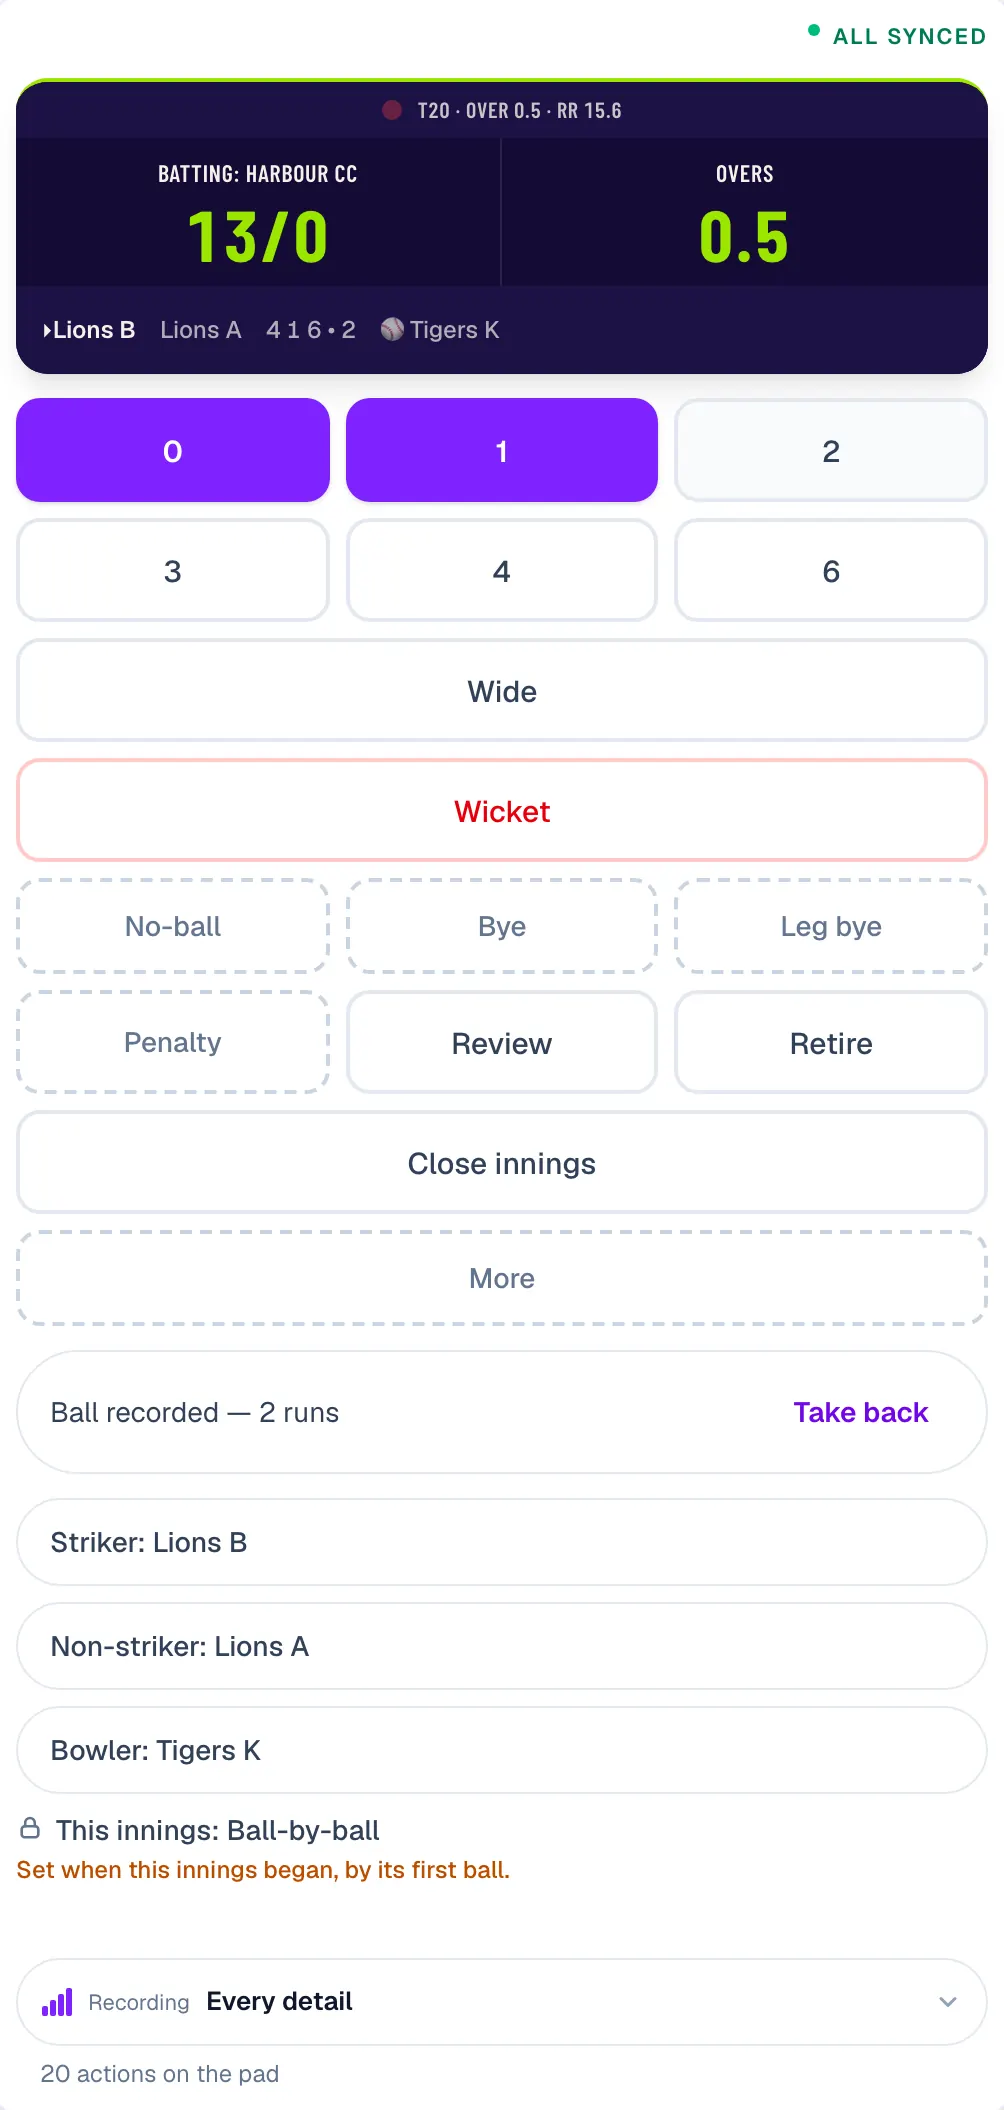 ALL SYNCED
T20 · OVER 0.5 · RR 15.6
BATTING: HARBOUR CC
13/0
OVERS
0.5
Lions B Lions A 4 1 6 • 2 Tigers K
0
1
2
3
4
6
Wide
Wicket
No-ball
Bye
Leg bye
Penalty
Review
Retire
Close innings
More
Ball recorded — 2 runs
Take back
Striker: Lions B
Non-striker: Lions A
Bowler: Tigers K
This innings: Ball-by-ball
Set when this innings began, by its first ball.
Recording Every detail
20 actions on the pad